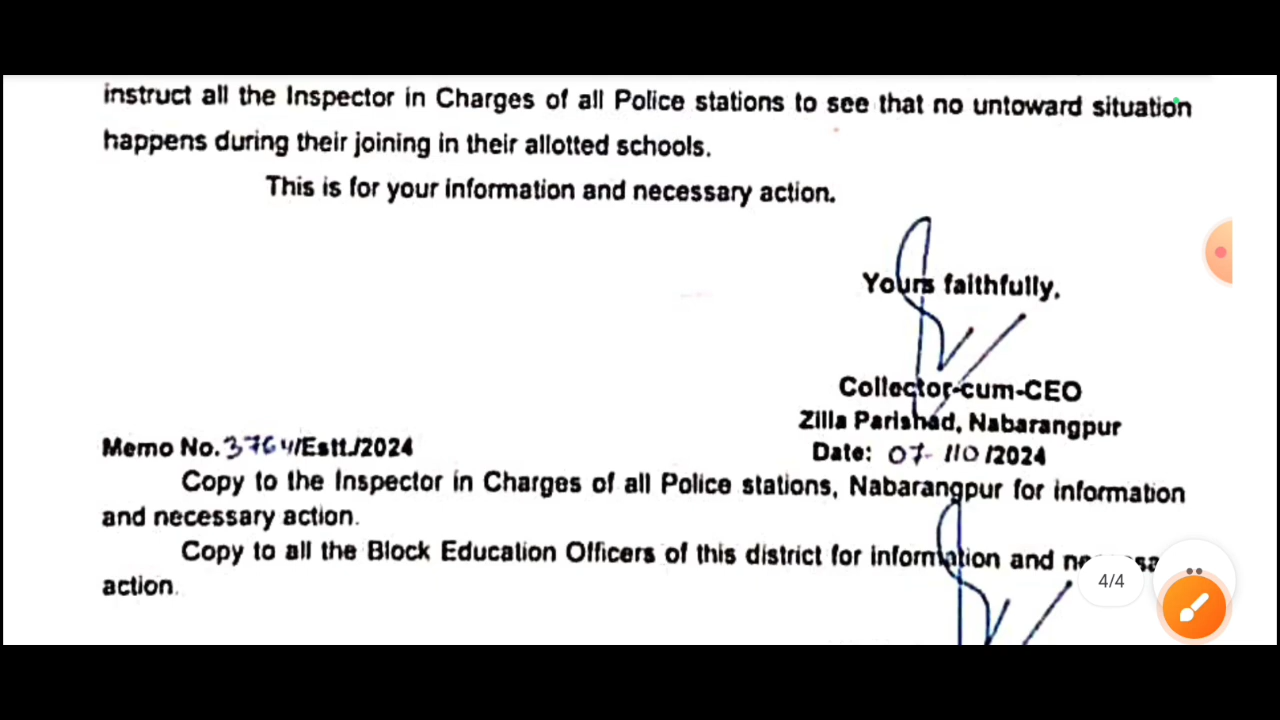 instruct all the Inspector in Charges of all Police stations to see that no untoward situation
happens during their joining in their allotted schools.
This is for your information and necessary action.
Yours faithfully,
Collector-cum-CEO
Zilla Parishad, Nabarangpur
Memo No. 3764/Estt./2024
Date: 07-/10/2024
Copy to the Inspector in Charges of all Police stations, Nabarangpur for information
and necessary action.
Copy to all the Block Education Officers of this district for information and
action.
4/4